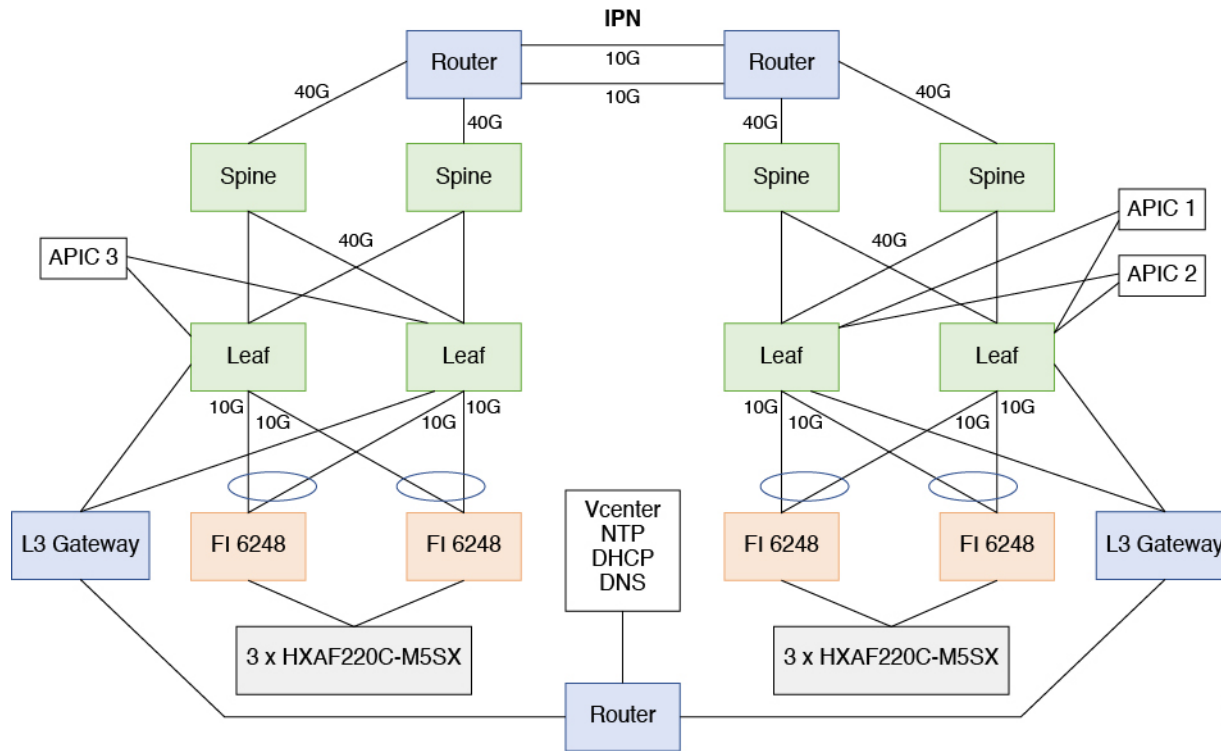 IPN
Router
10G
10G
Router
40G
40G
40G
40G
Spine
Spine
Spine
Spine
APIC 1
APIC 3
40G
40G
APIC 2
Leaf
Leaf
Leaf
Leaf
10G
10G
10G
10G
10G
10G
10G
10G
L3 Gateway
FI 6248
FI 6248
Vcenter
NTP
DHCP
DNS
FI 6248
FI 6248
L3 Gateway
3 x HXAF220C-M5SX
3 x HXAF220C-M5SX
Router